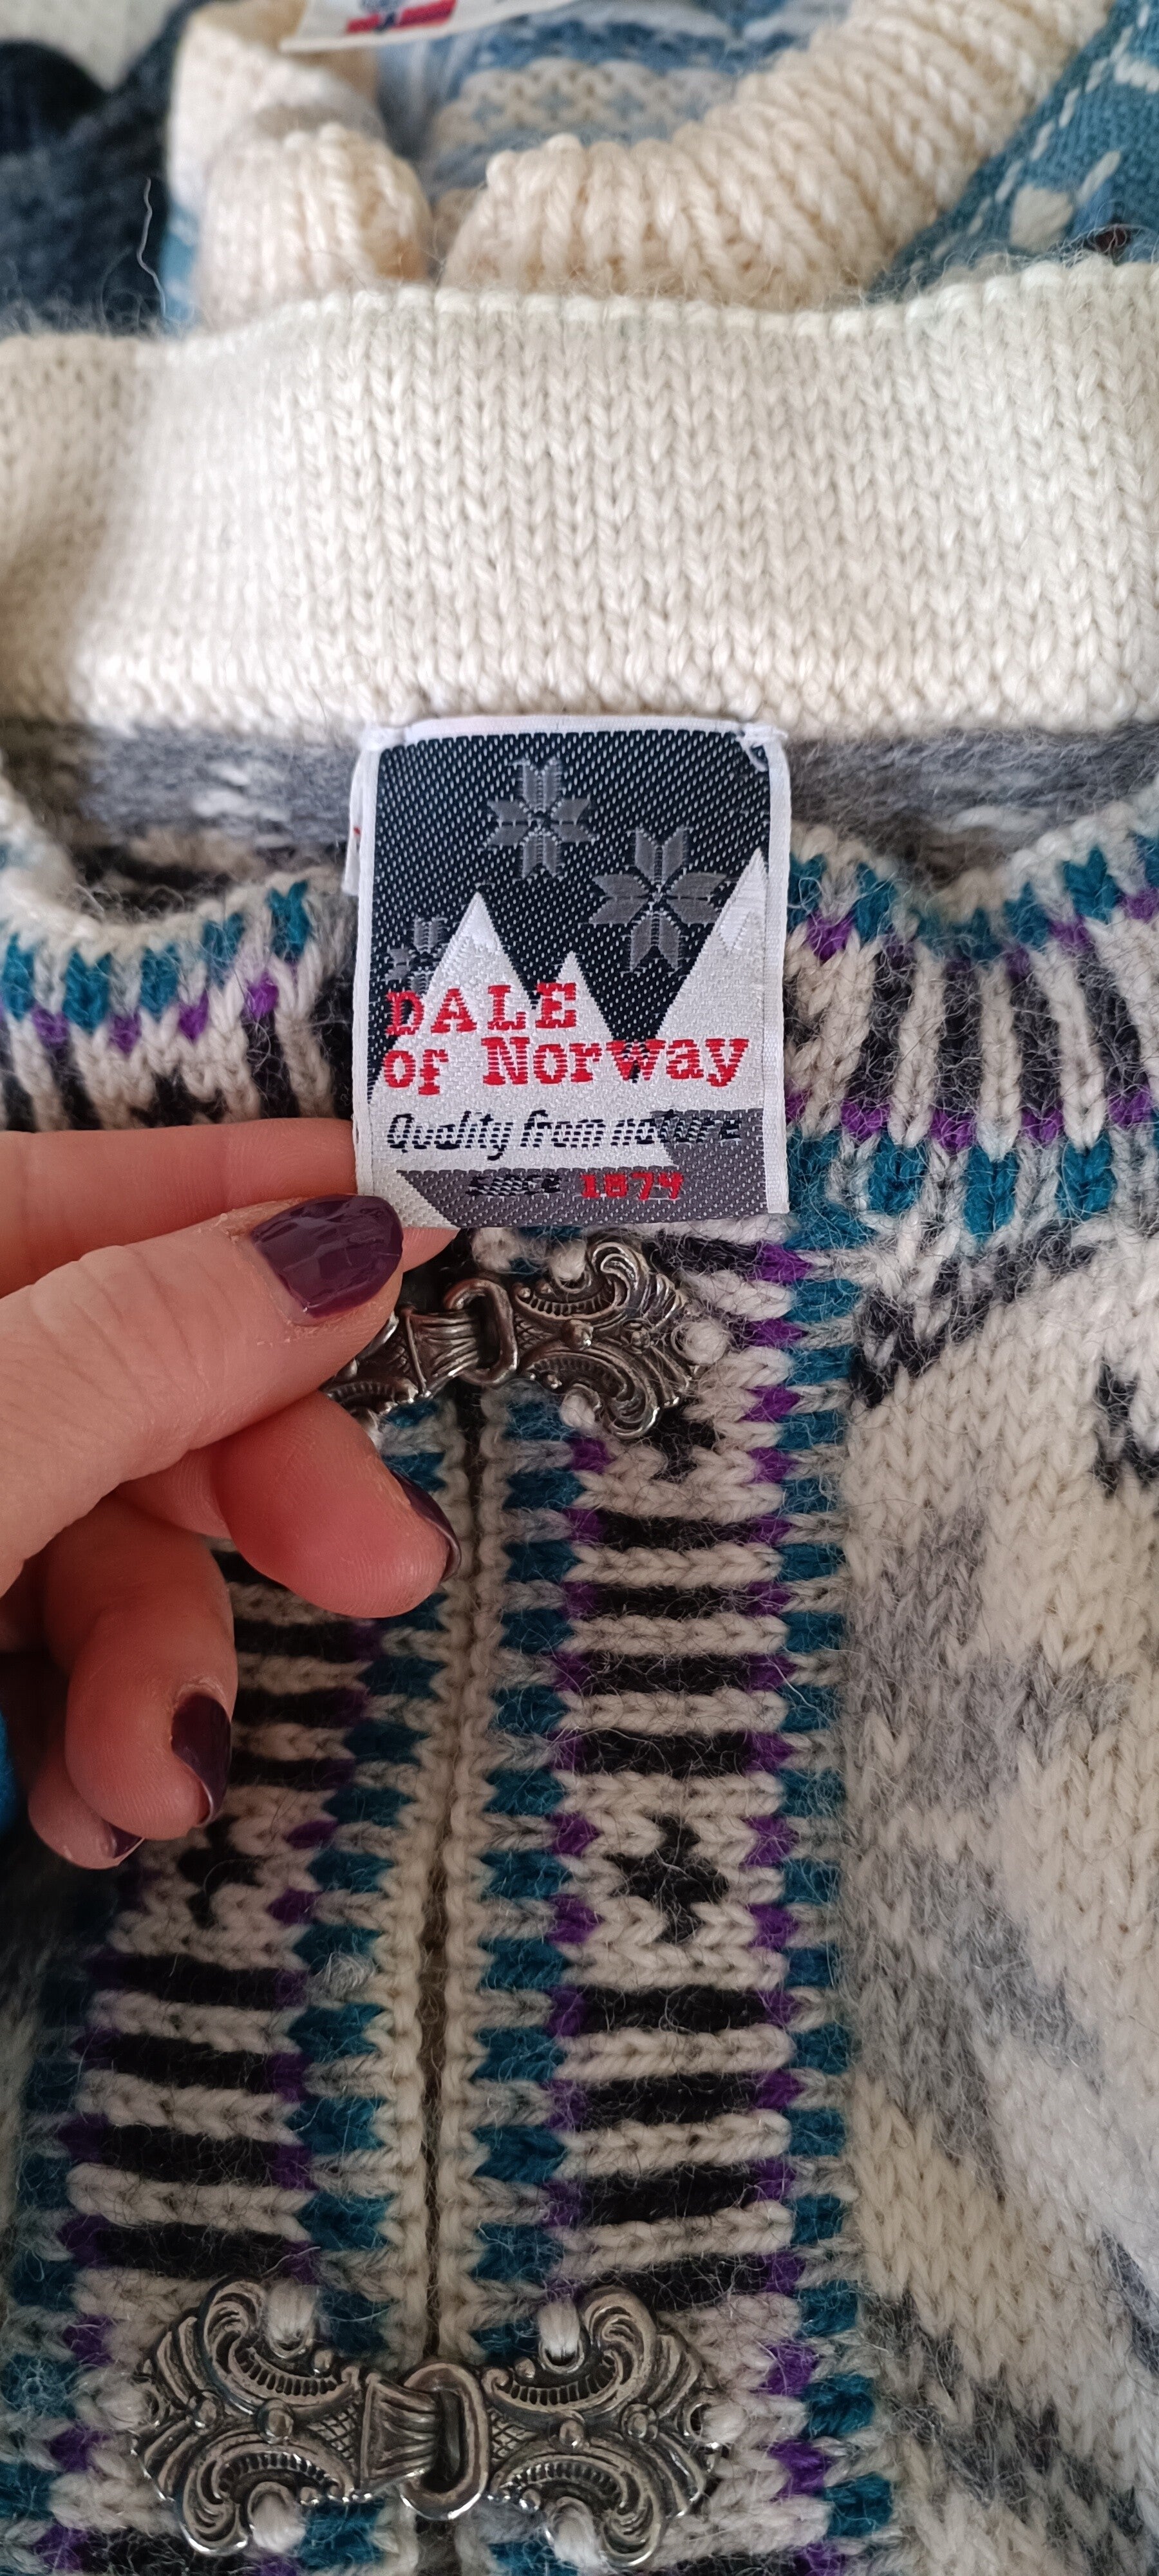 DALE
of Norway
Quality from nature
since 1879